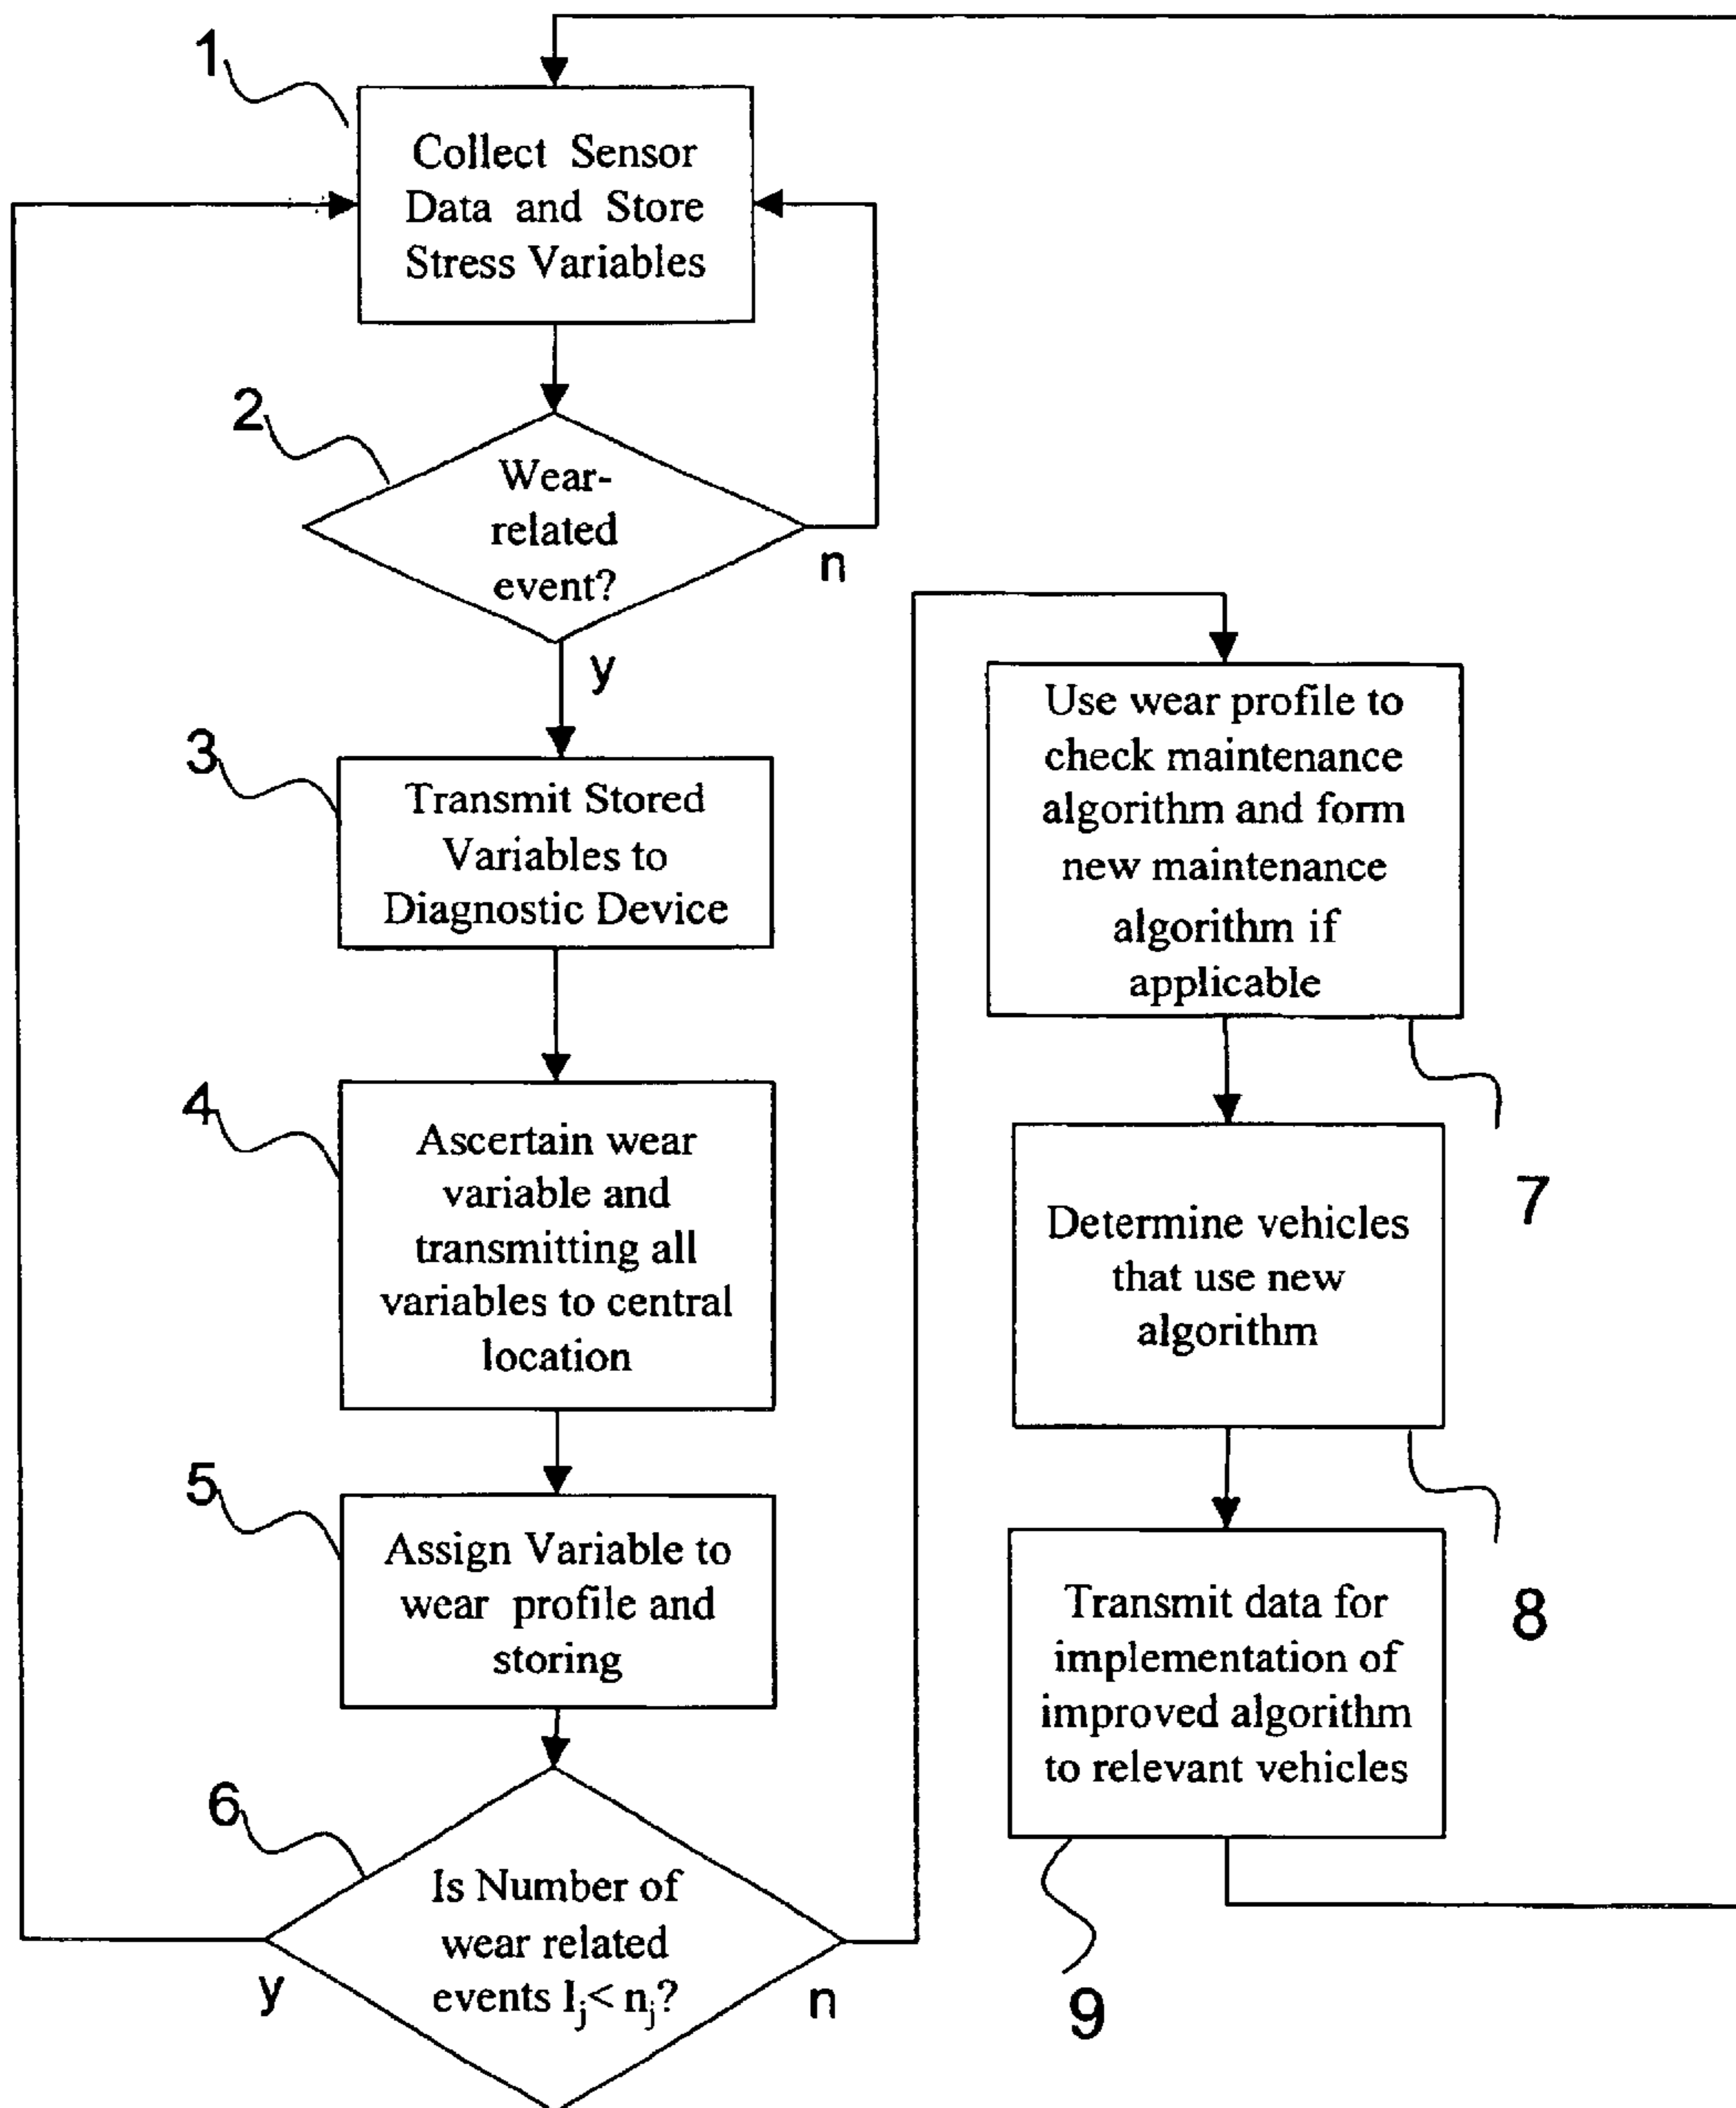 1
Collect Sensor
Data and Store
Stress Variables
2
Wear-
related
event?
n
y
3
Transmit Stored
Variables to
Diagnostic Device
4
Ascertain wear
variable and
transmitting all
variables to central
location
5
Assign Variable to
wear profile and
storing
6
Is Number of
wear related
events Ij< nj?
y
n
Use wear profile to
check maintenance
algorithm and form
new maintenance
algorithm if
applicable
7
Determine vehicles
that use new
algorithm
8
Transmit data for
implementation of
improved algorithm
to relevant vehicles
9